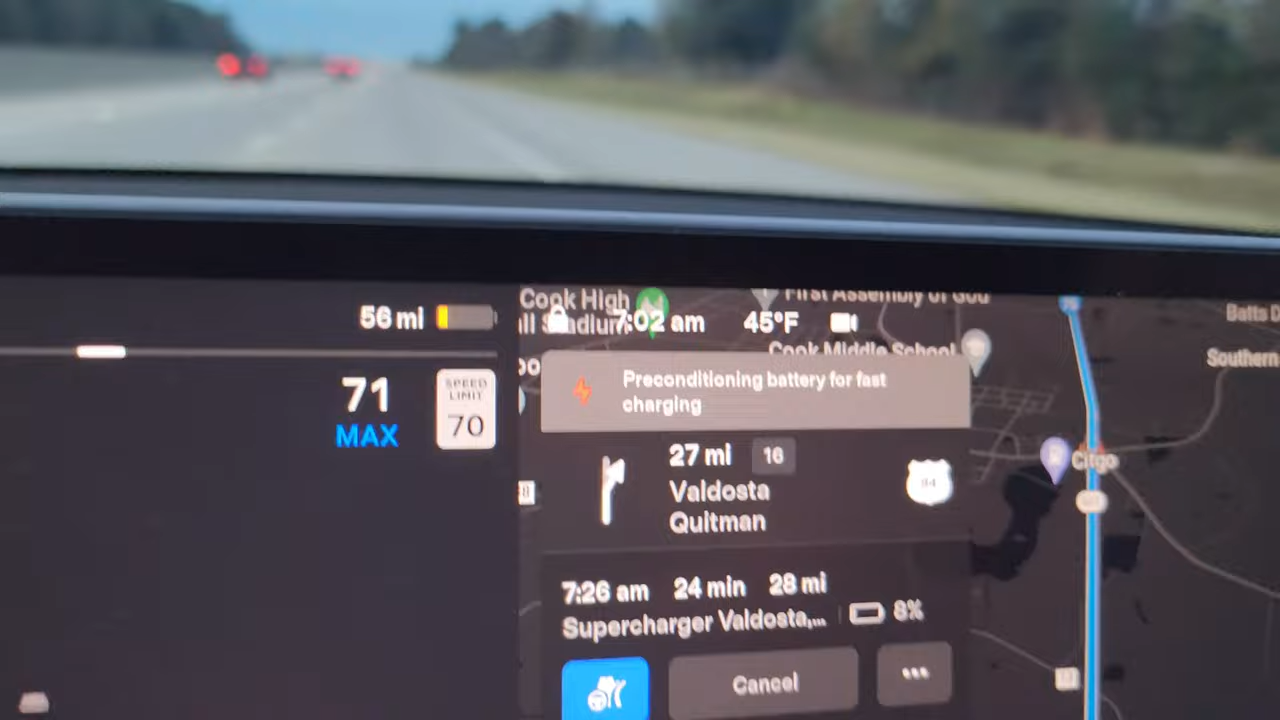 Cook High
First Assembly of God
56 mi
7:02 am
45°F
Batts D
Cook Middle School
Southern
71
MAX
SPEED
LIMIT
70
Preconditioning battery for fast
charging
27 mi
16
Valdosta
Quitman
84
Citgo
7:26 am 24 min 28 mi
Supercharger Valdosta,...
8%
Cancel
...